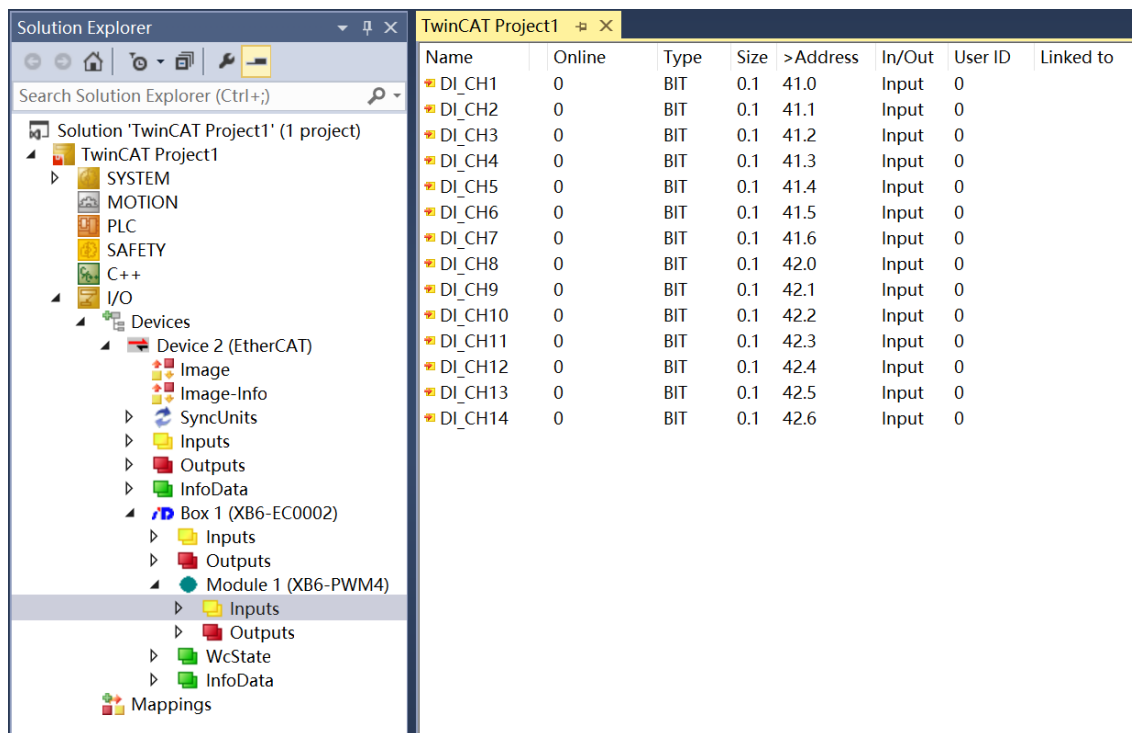 Solution Explorer
Search Solution Explorer (Ctrl+;)
Solution 'TwinCAT Project1' (1 project)
TwinCAT Project1
SYSTEM
MOTION
PLC
SAFETY
C++
I/O
Devices
Device 2 (EtherCAT)
Image
Image-Info
SyncUnits
Inputs
Outputs
InfoData
Box 1 (XB6-EC0002)
Inputs
Outputs
Module 1 (XB6-PWM4)
Inputs
Outputs
WcState
InfoData
Mappings
TwinCAT Project1
Name Online Type Size >Address In/Out User ID Linked to
DI_CH1 0 BIT 0.1 41.0 Input 0
DI_CH2 0 BIT 0.1 41.1 Input 0
DI_CH3 0 BIT 0.1 41.2 Input 0
DI_CH4 0 BIT 0.1 41.3 Input 0
DI_CH5 0 BIT 0.1 41.4 Input 0
DI_CH6 0 BIT 0.1 41.5 Input 0
DI_CH7 0 BIT 0.1 41.6 Input 0
DI_CH8 0 BIT 0.1 42.0 Input 0
DI_CH9 0 BIT 0.1 42.1 Input 0
DI_CH10 0 BIT 0.1 42.2 Input 0
DI_CH11 0 BIT 0.1 42.3 Input 0
DI_CH12 0 BIT 0.1 42.4 Input 0
DI_CH13 0 BIT 0.1 42.5 Input 0
DI_CH14 0 BIT 0.1 42.6 Input 0